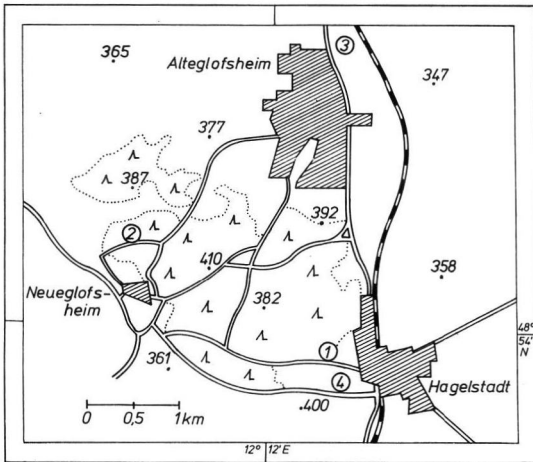 365
Alteglofsheim
3
347
377
387
392
2
410
358
Neueglofs-
heim
382
48°
54'
N
361
1
4
Hagelstadt
400
0 0,5 1km
12° 12'E